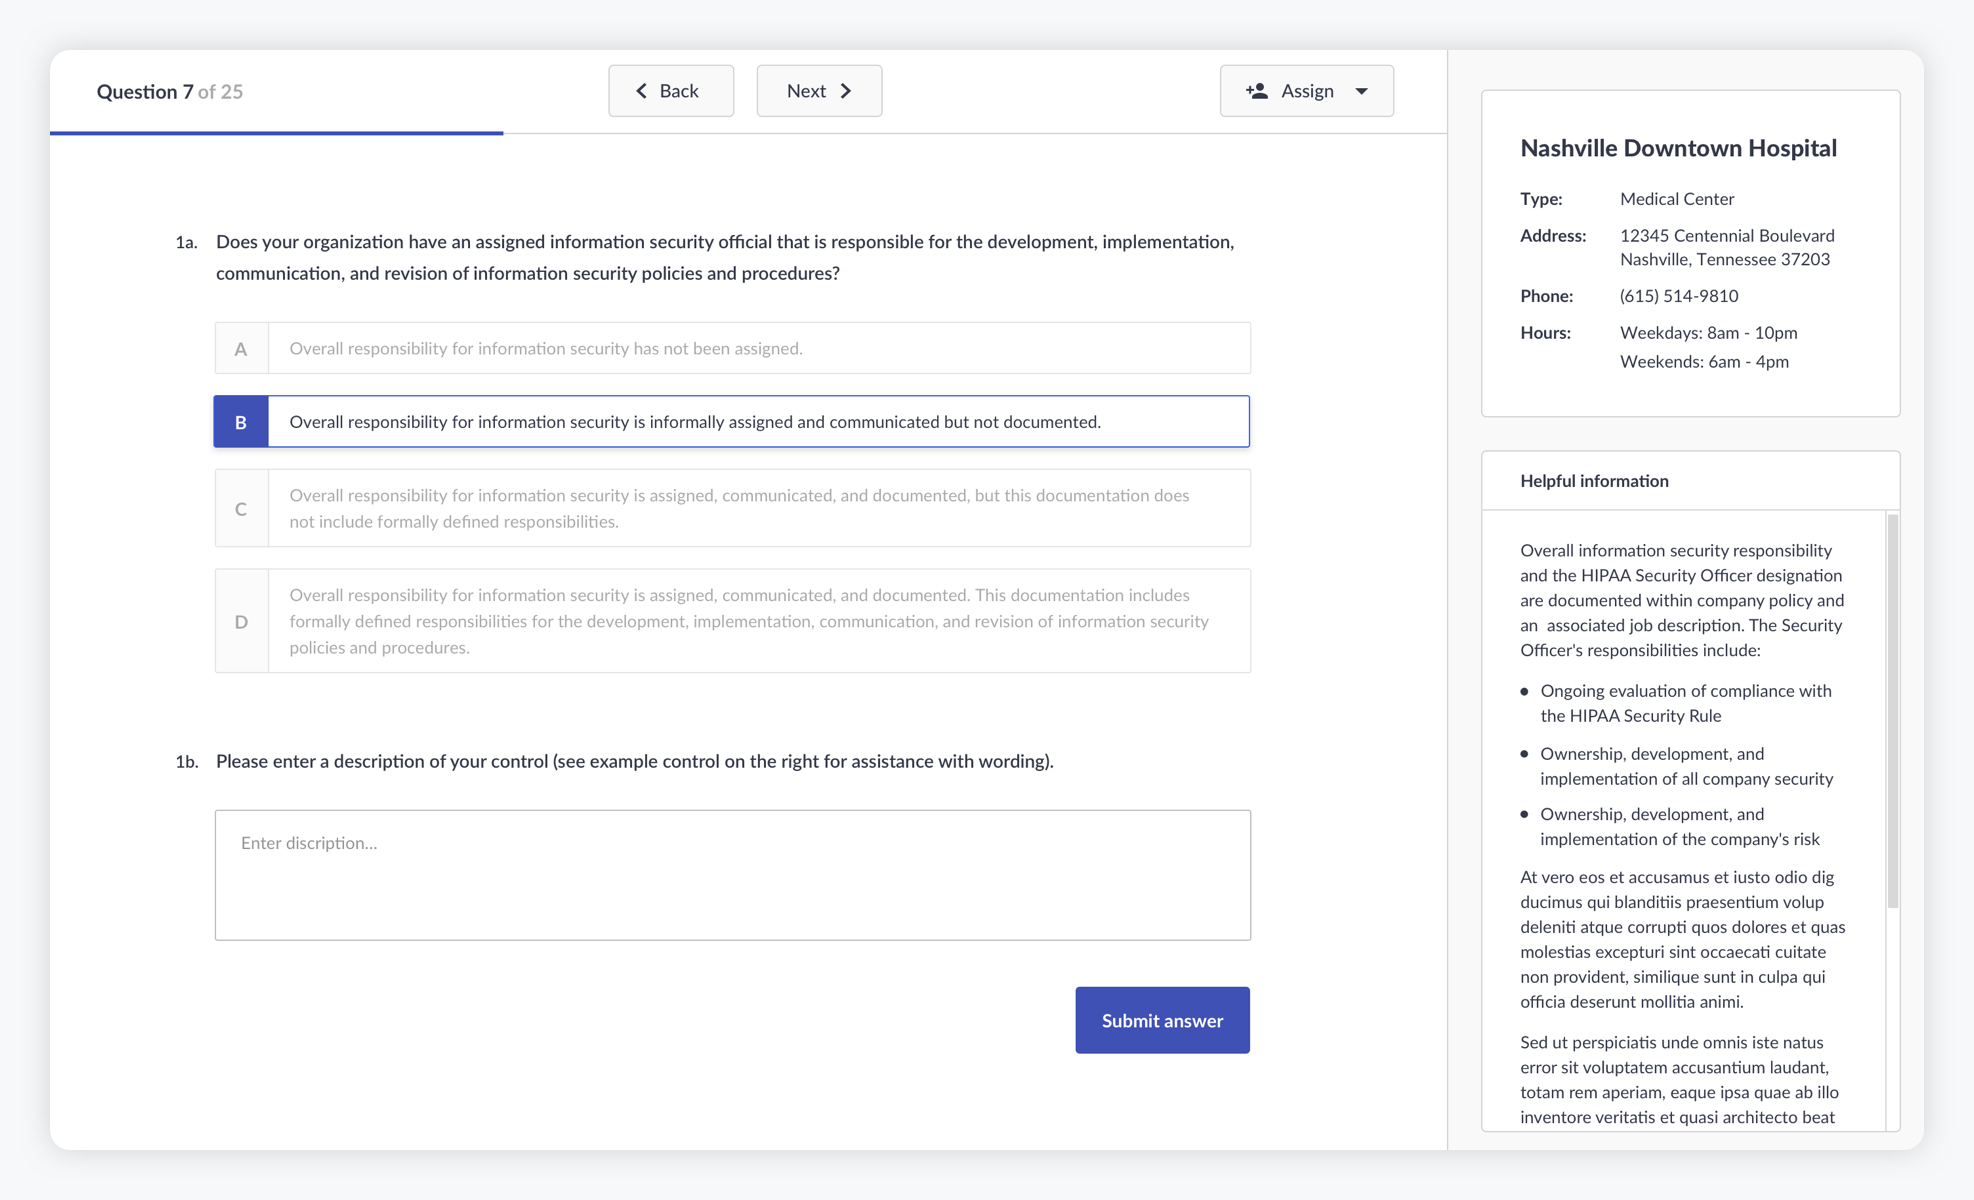 Question 7 of 25
Back
Next
Assign
1a. Does your organization have an assigned information security official that is responsible for the development, implementation,
communication, and revision of information security policies and procedures?
A Overall responsibility for information security has not been assigned.
B Overall responsibility for information security is informally assigned and communicated but not documented.
C Overall responsibility for information security is assigned, communicated, and documented, but this documentation does
not include formally defined responsibilities.
D Overall responsibility for information security is assigned, communicated, and documented. This documentation includes
formally defined responsibilities for the development, implementation, communication, and revision of information security
policies and procedures.
1b. Please enter a description of your control (see example control on the right for assistance with wording).
Enter discription...
Submit answer
Nashville Downtown Hospital
Type: Medical Center
Address: 12345 Centennial Boulevard
Nashville, Tennessee 37203
Phone: (615) 514-9810
Hours: Weekdays: 8am - 10pm
Weekends: 6am - 4pm
Helpful information
Overall information security responsibility
and the HIPAA Security Officer designation
are documented within company policy and
an associated job description. The Security
Officer's responsibilities include:
• Ongoing evaluation of compliance with
the HIPAA Security Rule
• Ownership, development, and
implementation of all company security
• Ownership, development, and
implementation of the company's risk
At vero eos et accusamus et iusto odio dig
ducimus qui blanditiis praesentium volup
deleniti atque corrupti quos dolores et quas
molestias excepturi sint occaecati cuitate
non provident, similique sunt in culpa qui
officia deserunt mollitia animi.
Sed ut perspiciatis unde omnis iste natus
error sit voluptatem accusantium laudant,
totam rem aperiam, eaque ipsa quae ab illo
inventore veritatis et quasi architecto beat